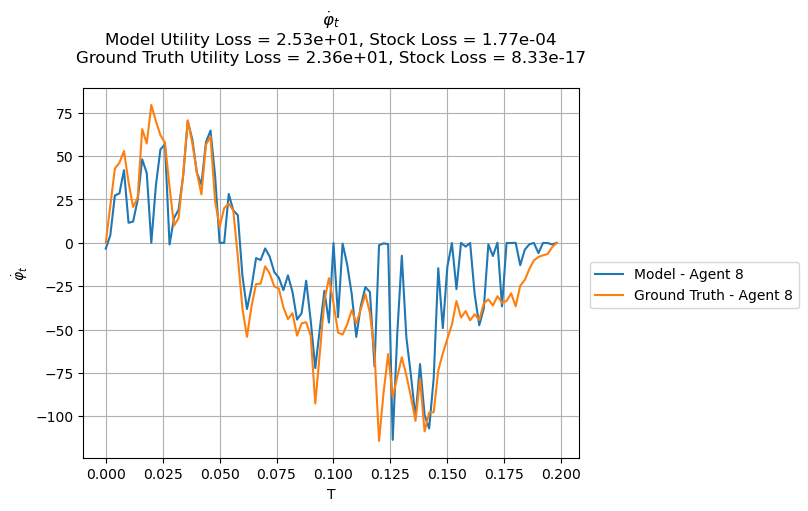 φ̇_t
Model Utility Loss = 2.53e+01, Stock Loss = 1.77e-04
Ground Truth Utility Loss = 2.36e+01, Stock Loss = 8.33e-17
φ̇_t
75
50
25
0
−25
−50
−75
−100
0.000 0.025 0.050 0.075 0.100 0.125 0.150 0.175 0.200
T
Model - Agent 8
Ground Truth - Agent 8